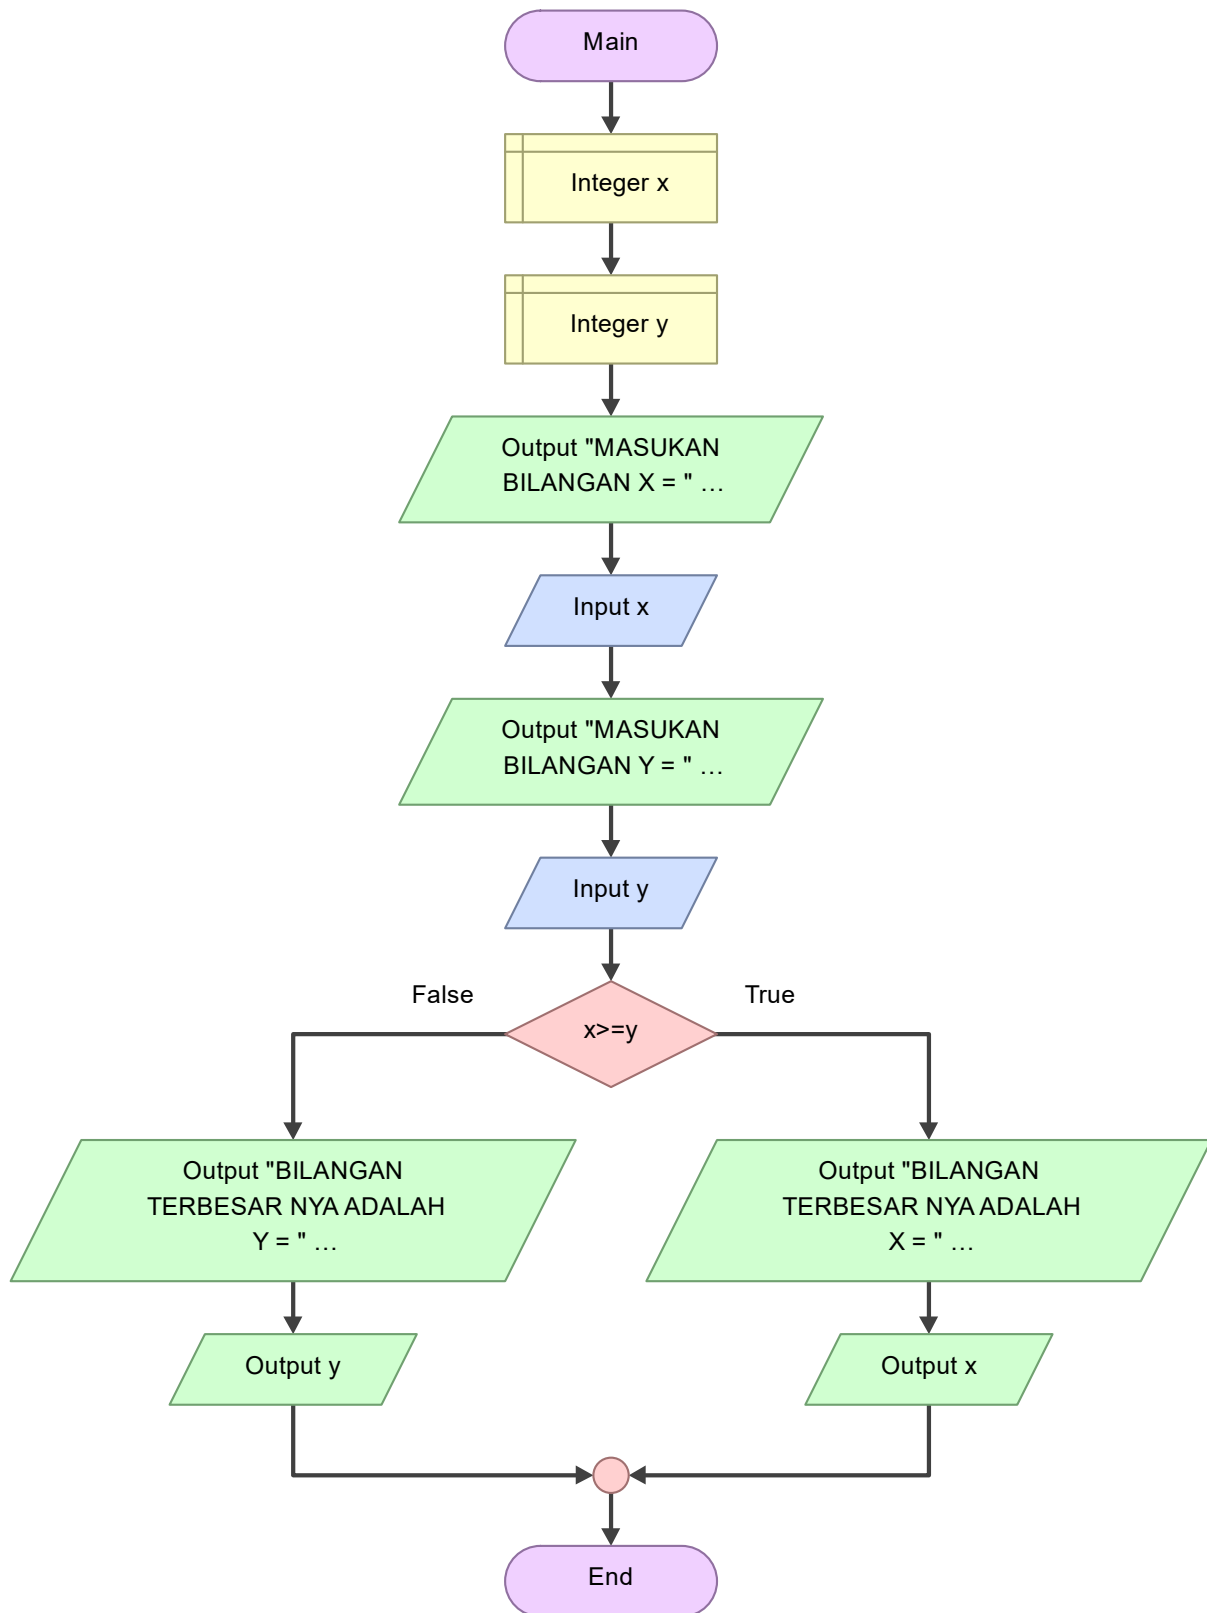 Main
Integer x
Integer y
Output "MASUKAN
BILANGAN X = " …
Input x
Output "MASUKAN
BILANGAN Y = " …
Input y
False
True
x>=y
Output "BILANGAN
TERBESAR NYA ADALAH
Y = " …
Output "BILANGAN
TERBESAR NYA ADALAH
X = " …
Output y
Output x
End